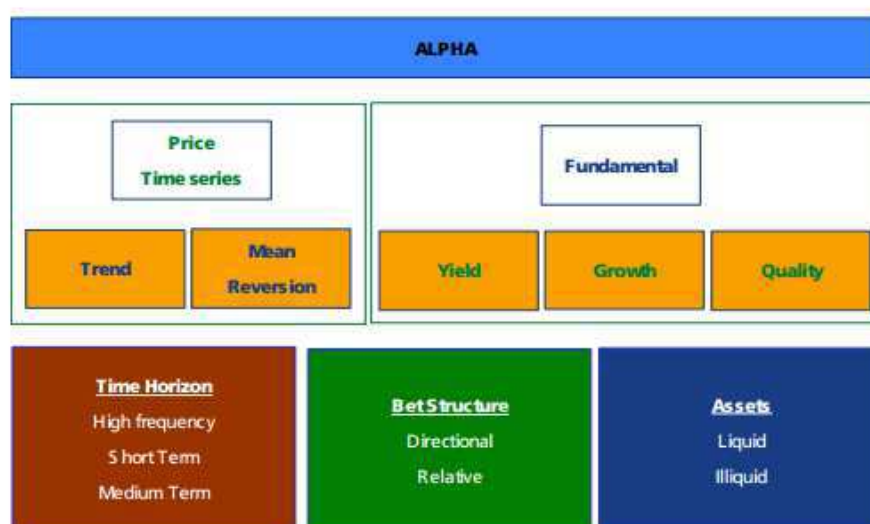 ALPHA
Price
Time series
Fundamental
Trend
Mean
Reversion
Yield
Growth
Quality
Time Horizon
High frequency
Short Term
Medium Term
Bet Structure
Directional
Relative
Assets
Liquid
Illiquid